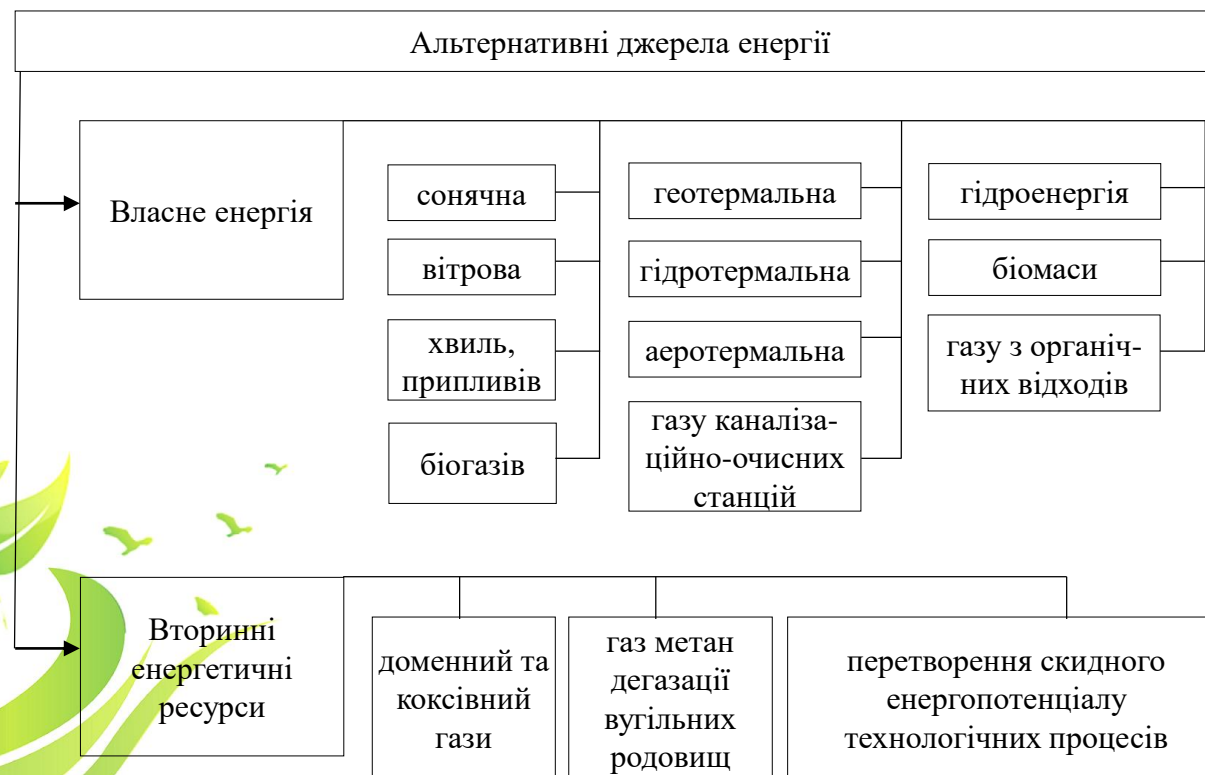 Альтернативні джерела енергії
Власне енергія
сонячна
вітрова
хвиль,
припливів
біогазів
геотермальна
гідротермальна
аеротермальна
газу каналіза-
ційно-очисних
станцій
гідроенергія
біомаси
газу з органіч-
них відходів
Вторинні
енергетичні
ресурси
доменний та
коксівний
гази
газ метан
дегазації
вугільних
родовищ
перетворення скидного
енергопотенціалу
технологічних процесів